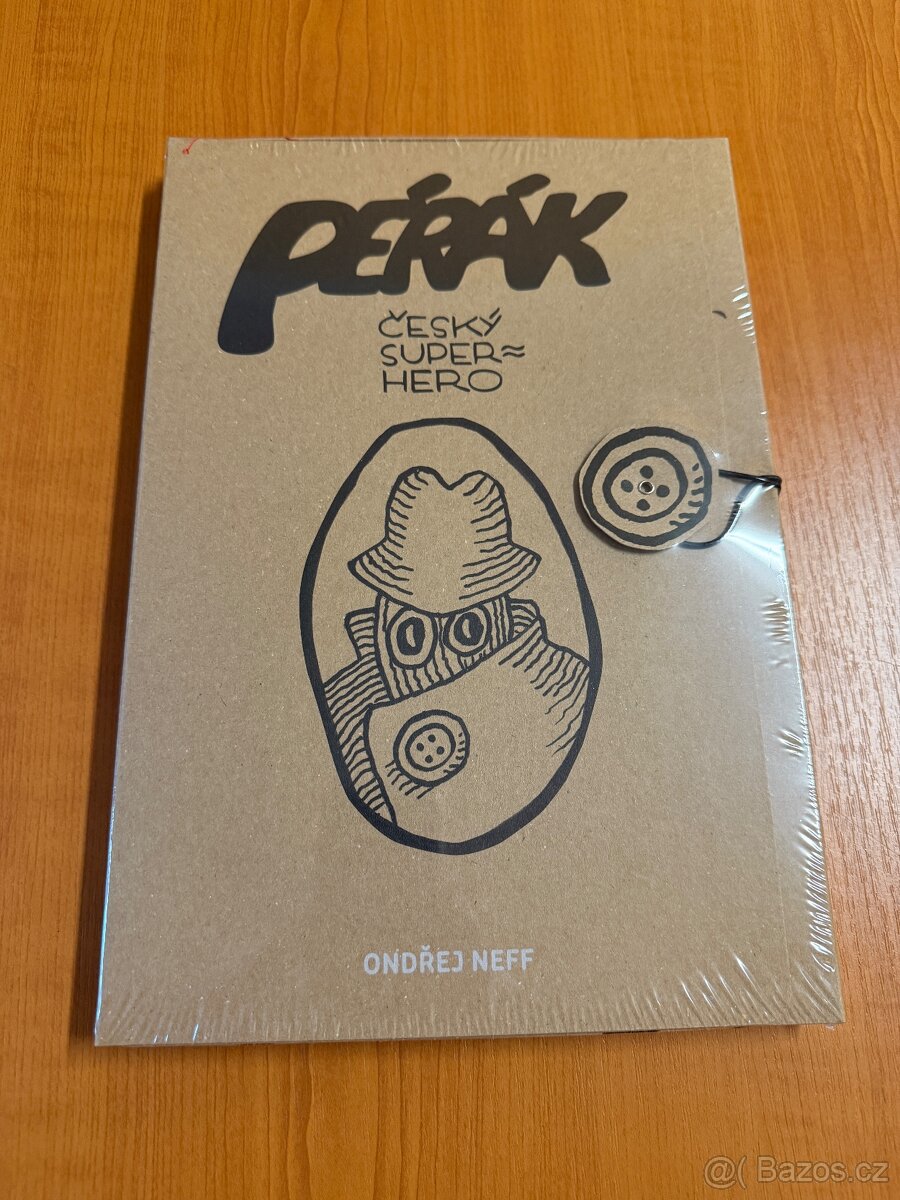 PÉRÁK
ČESKÝ
SUPER≈
HERO
ONDŘEJ NEFF
@( Bazos.cz